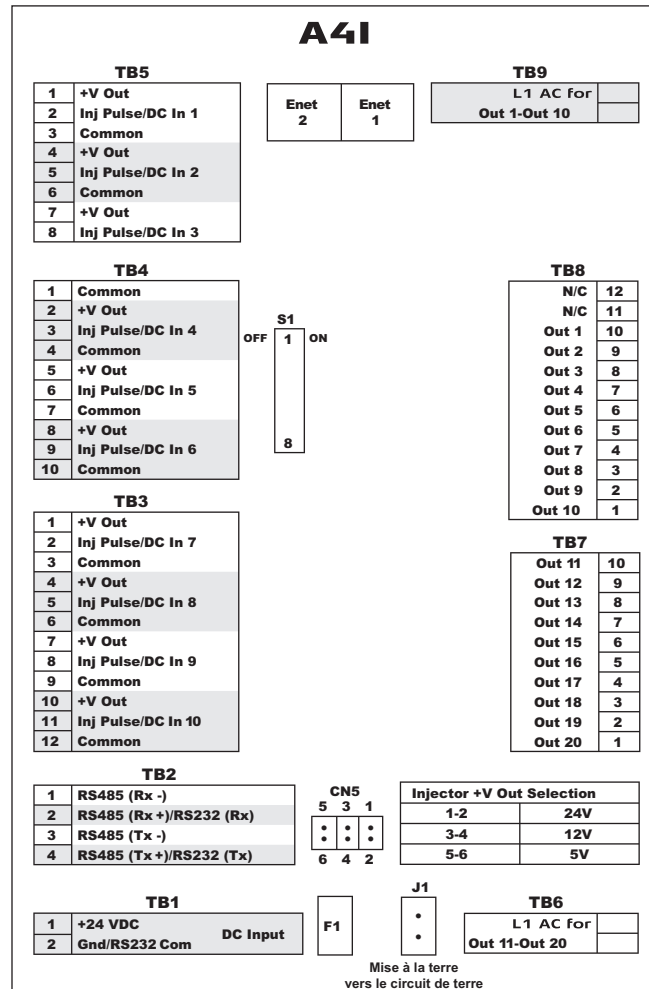 A4I
TB5
1 +V Out
2 Inj Pulse/DC In 1
3 Common
4 +V Out
5 Inj Pulse/DC In 2
6 Common
7 +V Out
8 Inj Pulse/DC In 3
Enet 2
Enet 1
TB9
L1 AC for
Out 1-Out 10
TB4
1 Common
2 +V Out
3 Inj Pulse/DC In 4
4 Common
5 +V Out
6 Inj Pulse/DC In 5
7 Common
8 +V Out
9 Inj Pulse/DC In 6
10 Common
S1
OFF 1 ON
8
TB8
N/C 12
N/C 11
Out 1 10
Out 2 9
Out 3 8
Out 4 7
Out 5 6
Out 6 5
Out 7 4
Out 8 3
Out 9 2
Out 10 1
TB3
1 +V Out
2 Inj Pulse/DC In 7
3 Common
4 +V Out
5 Inj Pulse/DC In 8
6 Common
7 +V Out
8 Inj Pulse/DC In 9
9 Common
10 +V Out
11 Inj Pulse/DC In 10
12 Common
TB7
Out 11 10
Out 12 9
Out 13 8
Out 14 7
Out 15 6
Out 16 5
Out 17 4
Out 18 3
Out 19 2
Out 20 1
TB2
1 RS485 (Rx -)
2 RS485 (Rx +)/RS232 (Rx)
3 RS485 (Tx -)
4 RS485 (Tx +)/RS232 (Tx)
CN5
5 3 1
6 4 2
Injector +V Out Selection
1-2 24V
3-4 12V
5-6 5V
TB1
1 +24 VDC
2 Gnd/RS232 Com
DC Input
F1
J1
Mise à la terre
vers le circuit de terre
TB6
L1 AC for
Out 11-Out 20